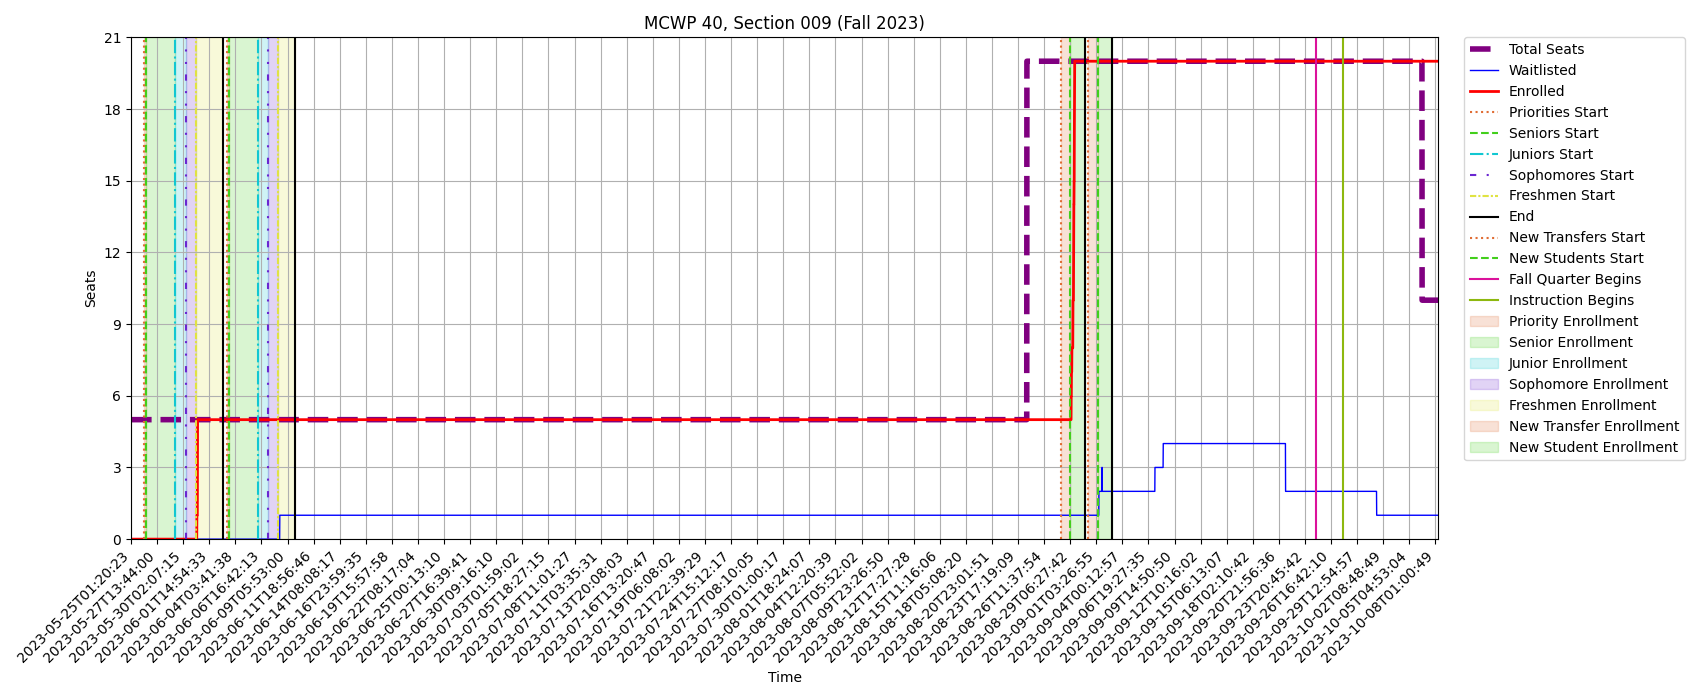 MCWP 40, Section 009 (Fall 2023)
21
18
15
12
9
6
3
0
Seats
2023-05-25T01:20:23
2023-05-27T13:44:00
2023-05-30T02:07:15
2023-06-01T14:54:33
2023-06-04T03:41:38
2023-06-06T16:42:13
2023-06-09T05:53:00
2023-06-11T18:56:46
2023-06-14T08:08:17
2023-06-16T23:59:35
2023-06-19T15:57:58
2023-06-22T08:17:04
2023-06-25T00:13:10
2023-06-27T16:39:41
2023-06-30T09:16:10
2023-07-03T01:59:02
2023-07-05T18:27:15
2023-07-08T11:01:27
2023-07-11T03:35:31
2023-07-13T20:08:03
2023-07-16T13:20:47
2023-07-19T06:08:02
2023-07-21T22:39:29
2023-07-24T15:12:17
2023-07-27T08:10:05
2023-07-30T01:00:17
2023-08-01T18:24:07
2023-08-04T12:20:39
2023-08-07T05:52:02
2023-08-09T23:26:50
2023-08-12T17:27:28
2023-08-15T11:16:06
2023-08-18T05:08:20
2023-08-20T23:01:51
2023-08-23T17:19:09
2023-08-26T11:37:54
2023-08-29T06:27:42
2023-09-01T03:26:55
2023-09-04T00:12:57
2023-09-06T19:27:35
2023-09-09T14:50:50
2023-09-12T10:16:02
2023-09-15T06:13:07
2023-09-18T02:10:42
2023-09-20T21:56:36
2023-09-23T20:45:42
2023-09-26T16:42:10
2023-09-29T12:54:57
2023-10-02T08:48:49
2023-10-05T04:53:04
2023-10-08T01:00:49
Time
Total Seats
Waitlisted
Enrolled
Priorities Start
Seniors Start
Juniors Start
Sophomores Start
Freshmen Start
End
New Transfers Start
New Students Start
Fall Quarter Begins
Instruction Begins
Priority Enrollment
Senior Enrollment
Junior Enrollment
Sophomore Enrollment
Freshmen Enrollment
New Transfer Enrollment
New Student Enrollment